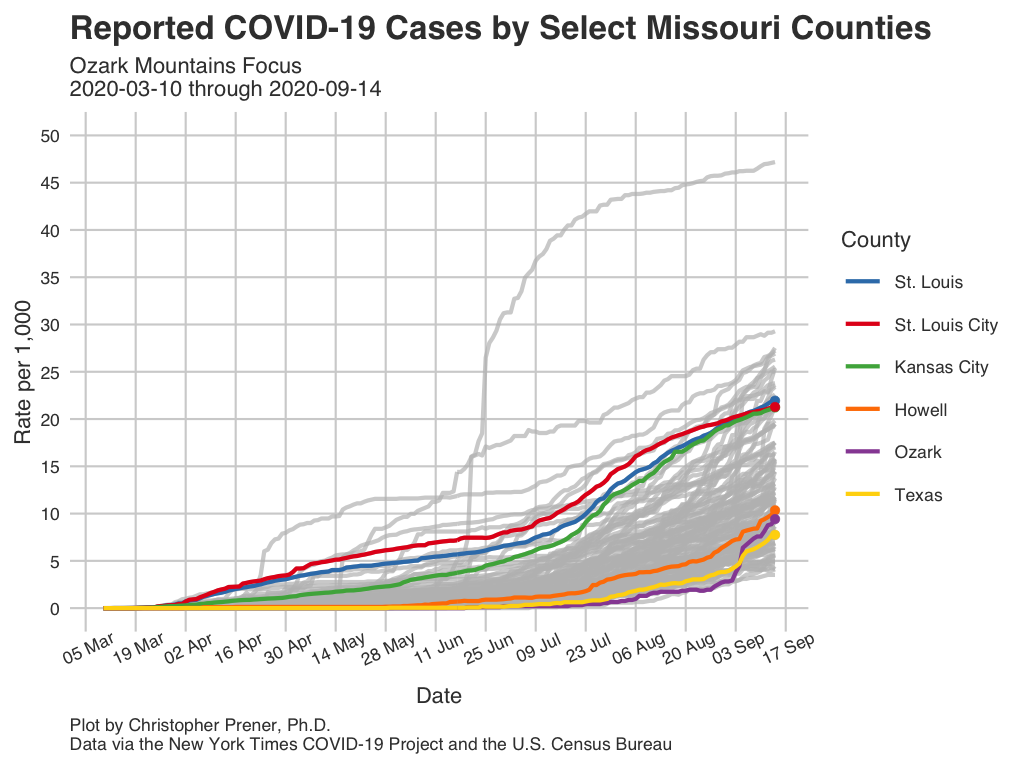 Reported COVID-19 Cases by Select Missouri Counties
Ozark Mountains Focus
2020-03-10 through 2020-09-14
50
45
40
35
30
25
20
15
10
5
0
Rate per 1,000
05 Mar
19 Mar
02 Apr
16 Apr
30 Apr
14 May
28 May
11 Jun
25 Jun
09 Jul
23 Jul
06 Aug
20 Aug
03 Sep
17 Sep
Date
County
St. Louis
St. Louis City
Kansas City
Howell
Ozark
Texas
Plot by Christopher Prener, Ph.D.
Data via the New York Times COVID-19 Project and the U.S. Census Bureau